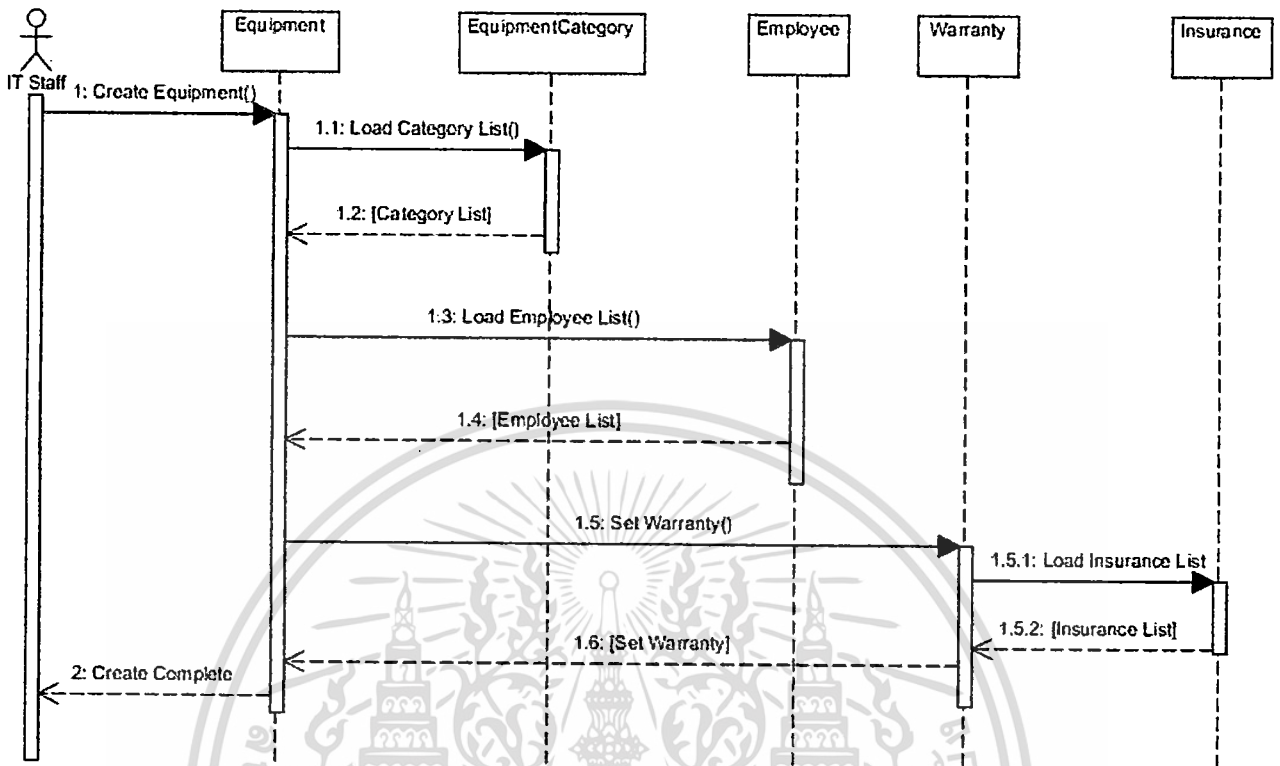 Equipment
EquipmentCategory
Employee
Warranty
Insurance
IT Staff
1: Create Equipment()
1.1: Load Category List()
1.2: [Category List]
1.3: Load Employee List()
1.4: [Employee List]
1.5: Set Warranty()
1.5.1: Load Insurance List
1.5.2: [Insurance List]
1.6: [Set Warranty]
2: Create Complete